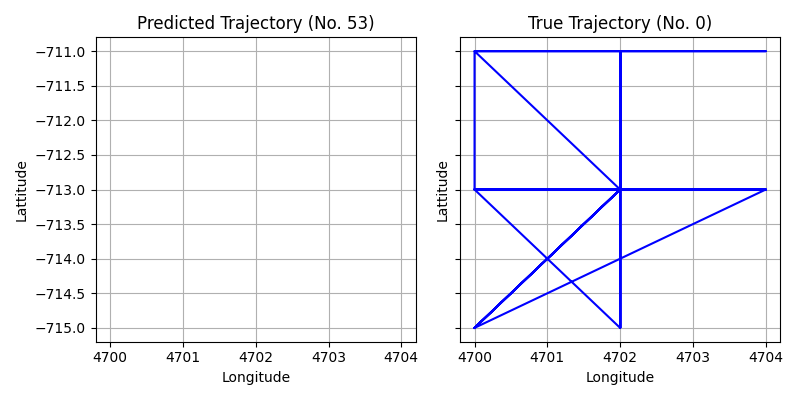 Predicted Trajectory (No. 53)
True Trajectory (No. 0)
−711.0
−711.5
−712.0
−712.5
−713.0
−713.5
−714.0
−714.5
−715.0
Lattitude
Lattitude
4700 4701 4702 4703 4704
4700 4701 4702 4703 4704
Longitude
Longitude